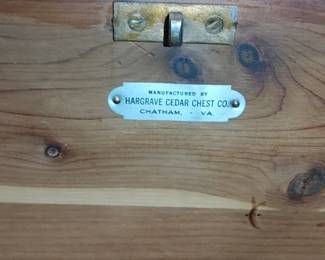 MANUFACTURED BY
HARGRAVE CEDAR CHEST CO.
CHATHAM, - VA.